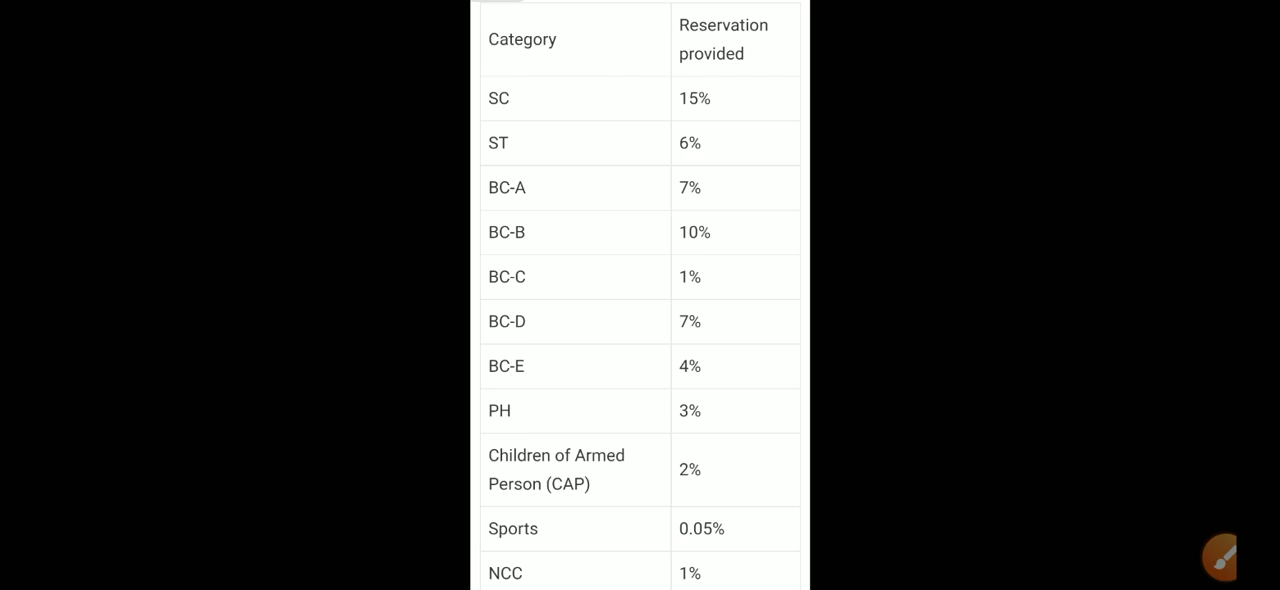 Category
Reservation
provided
SC
15%
ST
6%
BC-A
7%
BC-B
10%
BC-C
1%
BC-D
7%
BC-E
4%
PH
3%
Children of Armed
Person (CAP)
2%
Sports
0.05%
NCC
1%